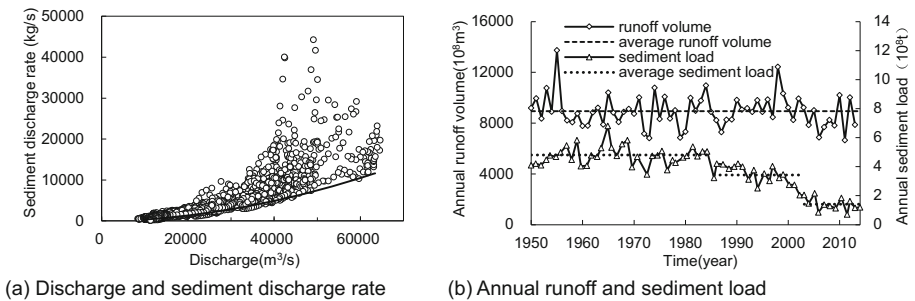 50000
40000
30000
20000
10000
0
Sediment discharge rate (kg/s)
0 20000 40000 60000
Discharge(m³/s)
(a) Discharge and sediment discharge rate
16000
12000
8000
4000
0
Annual runoff volume(10⁸m³)
runoff volume
average runoff volume
sediment load
average sediment load
14
12
10
8
6
4
2
0
Annual sediment load（10⁸t）
1950 1960 1970 1980 1990 2000 2010
Time(year)
(b) Annual runoff and sediment load